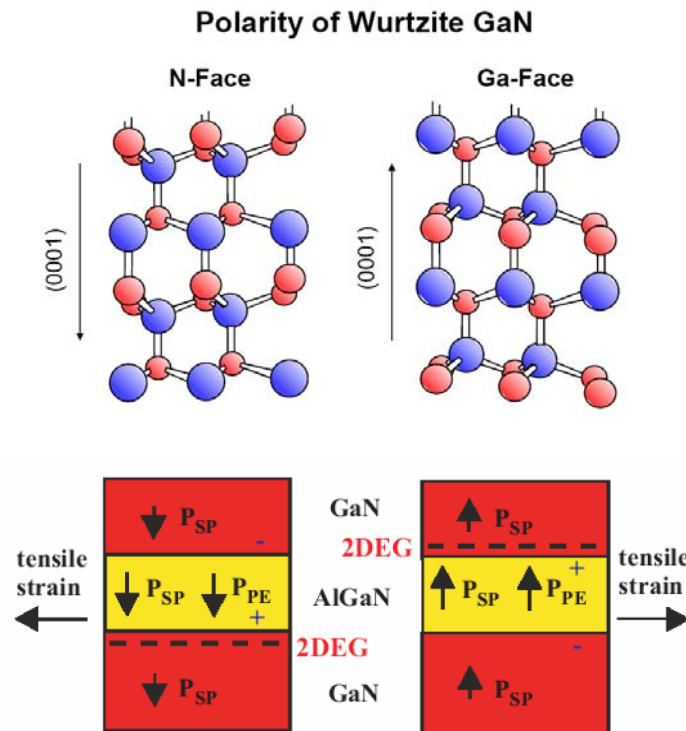 Polarity of Wurtzite GaN
N-Face
Ga-Face
(0001)
(0001)
P_SP
GaN
P_SP
-
2DEG
tensile
strain
P_SP
P_PE
AlGaN
+
P_SP
P_PE
tensile
strain
+
2DEG
-
P_SP
GaN
P_SP